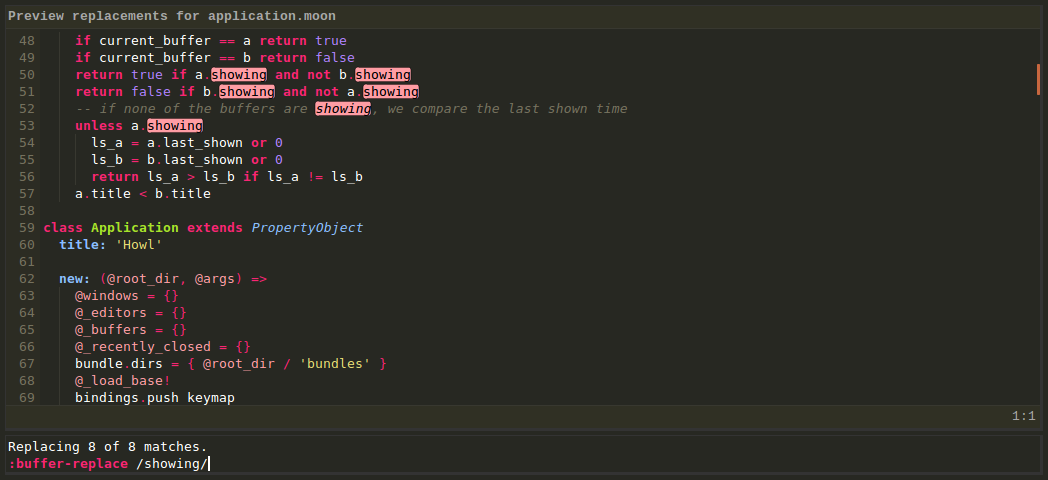 Preview replacements for application.moon
48     if current_buffer == a return true
49     if current_buffer == b return false
50     return true if a.showing and not b.showing
51     return false if b.showing and not a.showing
52     -- if none of the buffers are showing, we compare the last shown time
53     unless a.showing
54       ls_a = a.last_shown or 0
55       ls_b = b.last_shown or 0
56       return ls_a > ls_b if ls_a != ls_b
57     a.title < b.title
58
59 class Application extends PropertyObject
60   title: 'Howl'
61
62   new: (@root_dir, @args) =>
63     @windows = {}
64     @_editors = {}
65     @_buffers = {}
66     @_recently_closed = {}
67     bundle.dirs = { @root_dir / 'bundles' }
68     @_load_base!
69     bindings.push keymap
1:1
Replacing 8 of 8 matches.
:buffer-replace /showing/